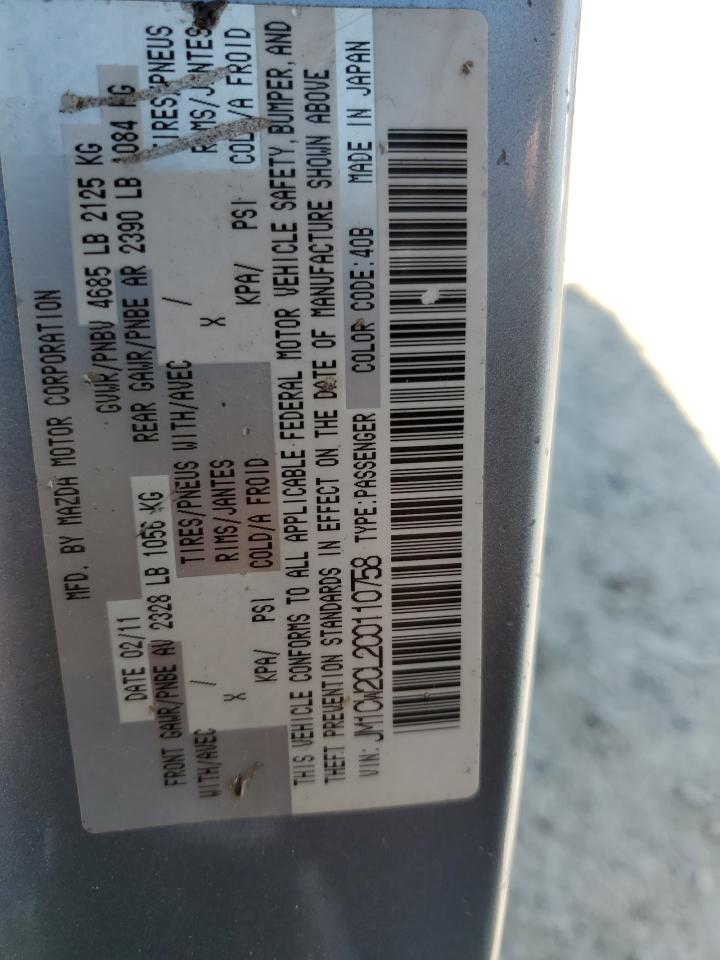 MFD. BY MAZDA MOTOR CORPORATION
DATE 02/11 GVWR/PNBV 4685 LB 2125 KG
FRONT GAWR/PNBE AV 2328 LB 1056 KG REAR GAWR/PNBE AR 2390 LB 1084 KG
WITH/AVEC TIRES/PNEUS WITH/AVEC TIRES/PNEUS
X / RIMS/JANTES X / RIMS/JANTES
KPA/ PSI COLD/A FROID KPA/ PSI COLD/A FROID
THIS VEHICLE CONFORMS TO ALL APPLICABLE FEDERAL MOTOR VEHICLE SAFETY, BUMPER, AND
THEFT PREVENTION STANDARDS IN EFFECT ON THE DATE OF MANUFACTURE SHOWN ABOVE
VIN: JM1CW2CL2C0110758 TYPE:PASSENGER COLOR CODE:40B MADE IN JAPAN